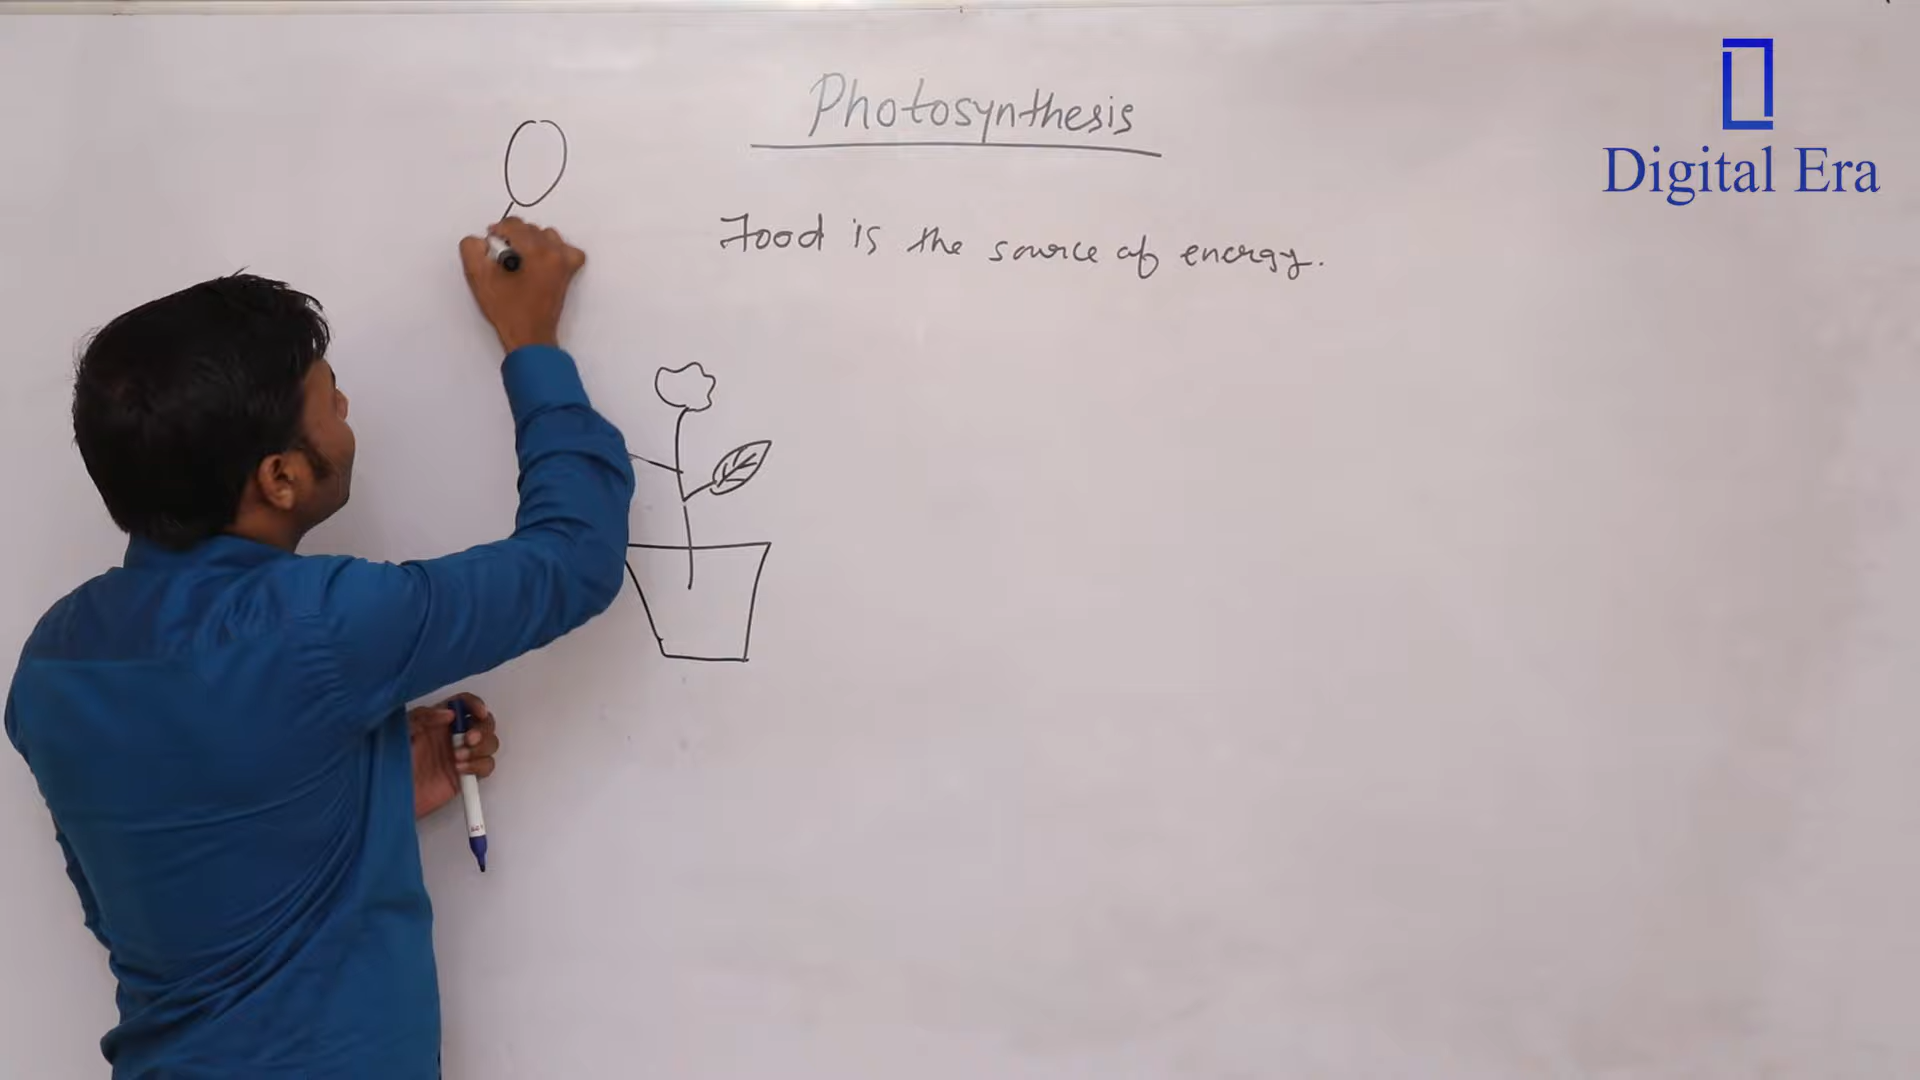 Photosynthesis
Digital Era
Food is the source of energy.